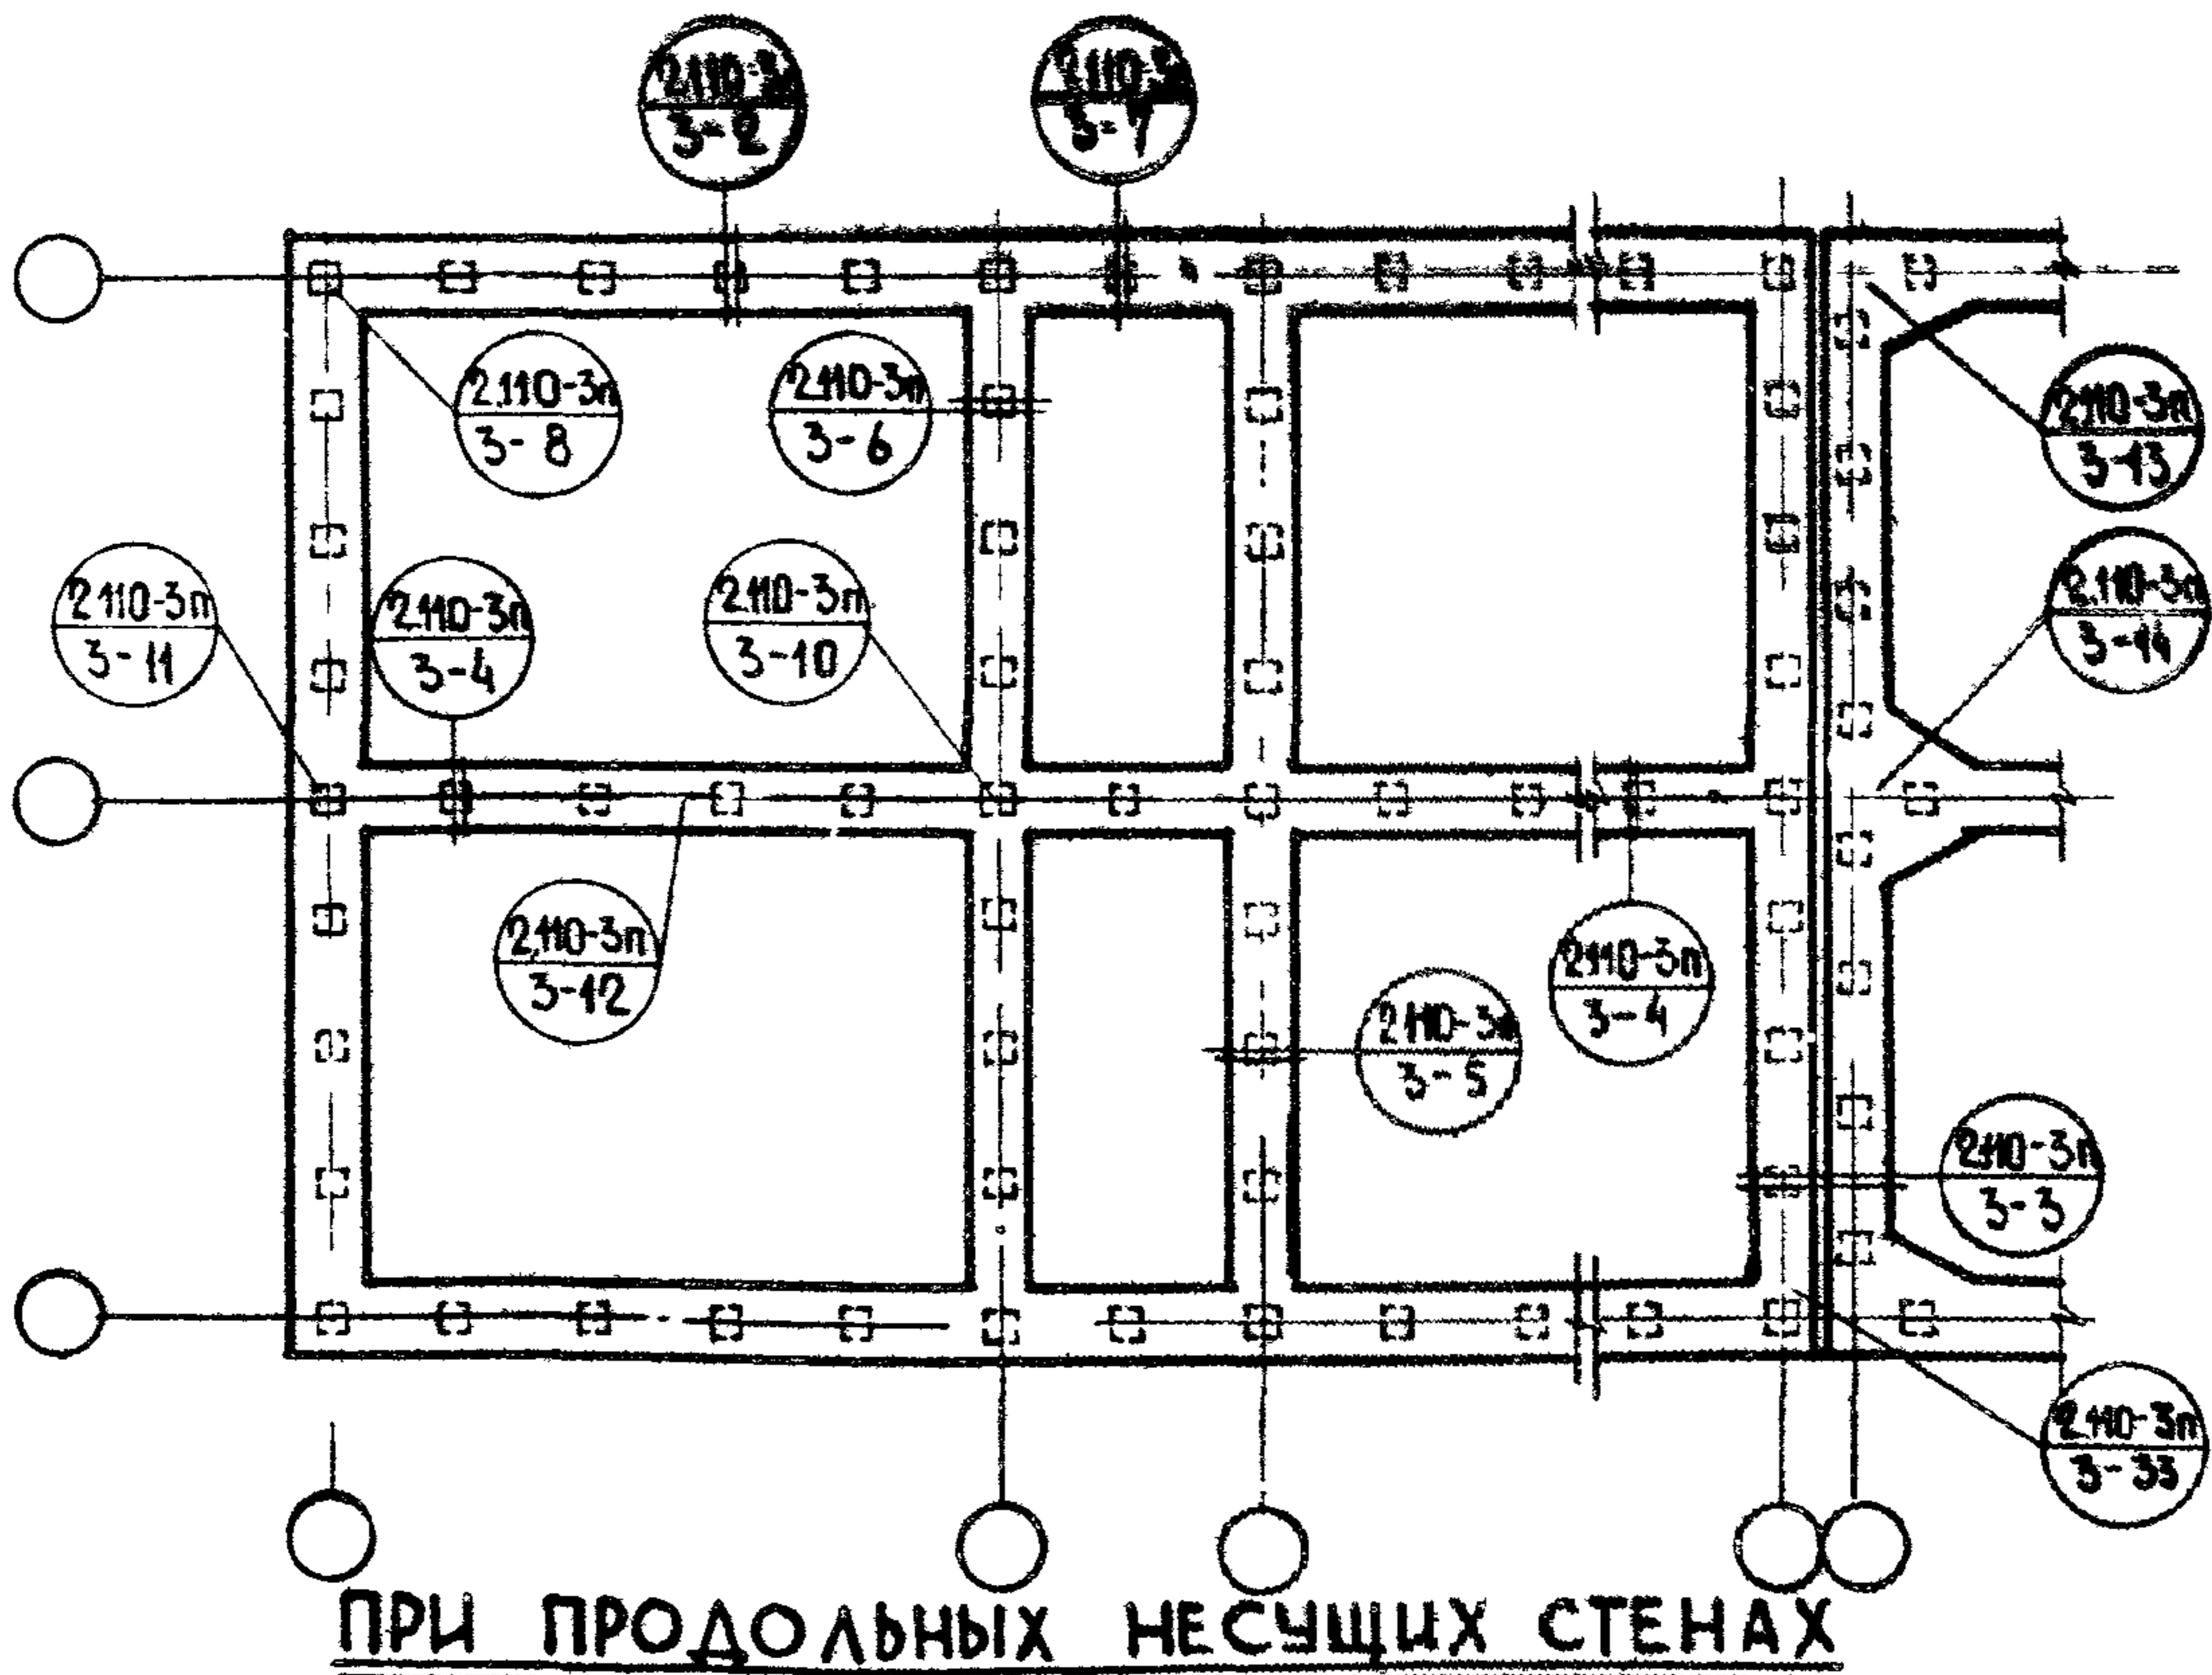 2.110-3п
3-2
2.110-3п
3-7
2.110-3п
3-8
2.110-3п
3-6
2.110-3п
3-13
2.110-3п
3-11
2.110-3п
3-4
2.110-3п
3-10
2.110-3п
3-14
2.110-3п
3-12
2.110-3п
3-4
2.110-3п
3-5
2.110-3п
3-3
2.110-3п
3-33
ПРИ ПРОДОЛЬНЫХ НЕСУЩИХ СТЕНАХ